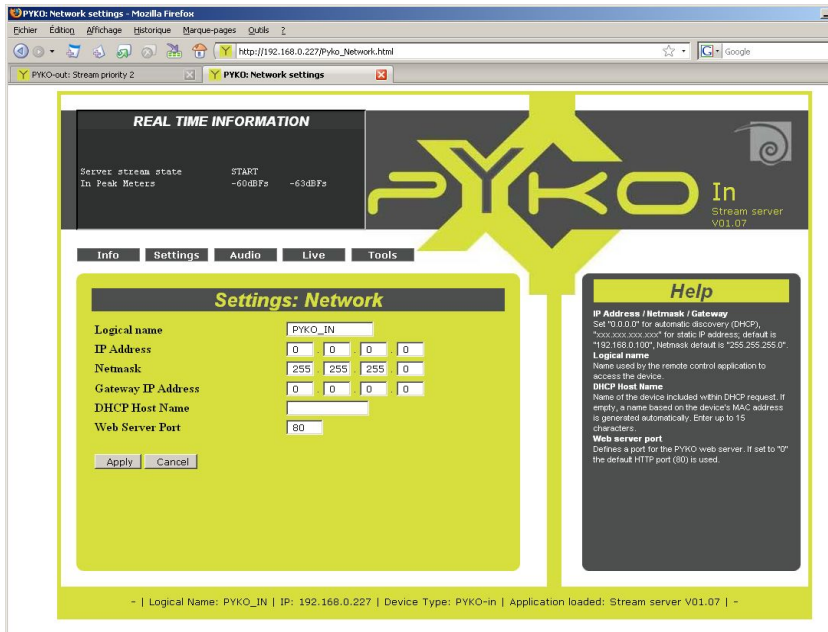 PYKO: Network settings - Mozilla Firefox
Fichier Édition Affichage Historique Marque-pages Outils ?
http://192.168.0.227/Pyko_Network.html
Google
PYKO-out: Stream priority 2
PYKO: Network settings
REAL TIME INFORMATION
Server stream state START
In Peak Meters -60dBFs -63dBFs
PYKO
In
Stream server
V01.07
Info Settings Audio Live Tools
Settings: Network
Logical name PYKO_IN
IP Address 0 . 0 . 0 . 0
Netmask 255 . 255 . 255 . 0
Gateway IP Address 0 . 0 . 0 . 0
DHCP Host Name
Web Server Port 80
Apply Cancel
Help
IP Address / Netmask / Gateway
Set "0.0.0.0" for automatic discovery (DHCP),
"xxx.xxx.xxx.xxx" for static IP address; default is
"192.168.0.100", Netmask default is "255.255.255.0".
Logical name
Name used by the remote control application to
access the device.
DHCP Host Name
Name of the device included within DHCP request. If
empty, a name based on the device's MAC address
is generated automatically. Enter up to 15
characters.
Web server port
Defines a port for the PYKO web server. If set to "0"
the default HTTP port (80) is used.
- | Logical Name: PYKO_IN | IP: 192.168.0.227 | Device Type: PYKO-in | Application loaded: Stream server V01.07 | -